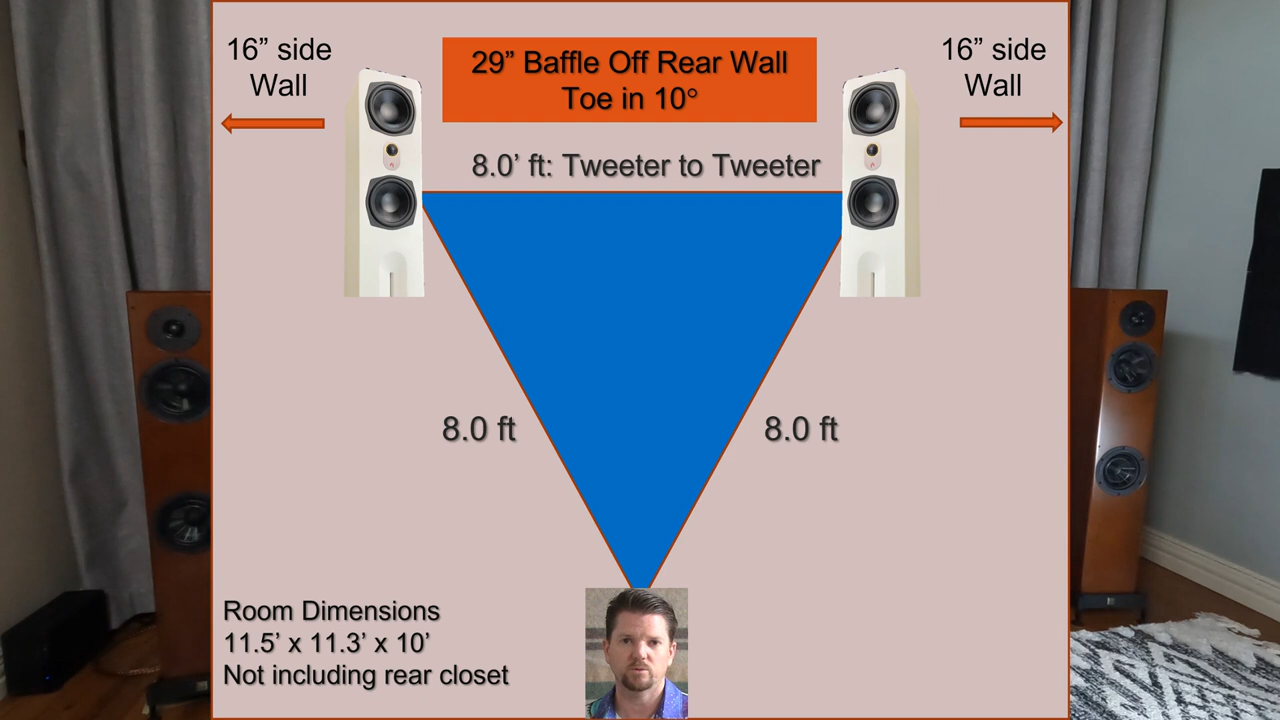 16” side
Wall
29” Baffle Off Rear Wall
Toe in 10°
16” side
Wall
8.0’ ft: Tweeter to Tweeter
8.0 ft
8.0 ft
Room Dimensions
11.5’ x 11.3’ x 10’
Not including rear closet